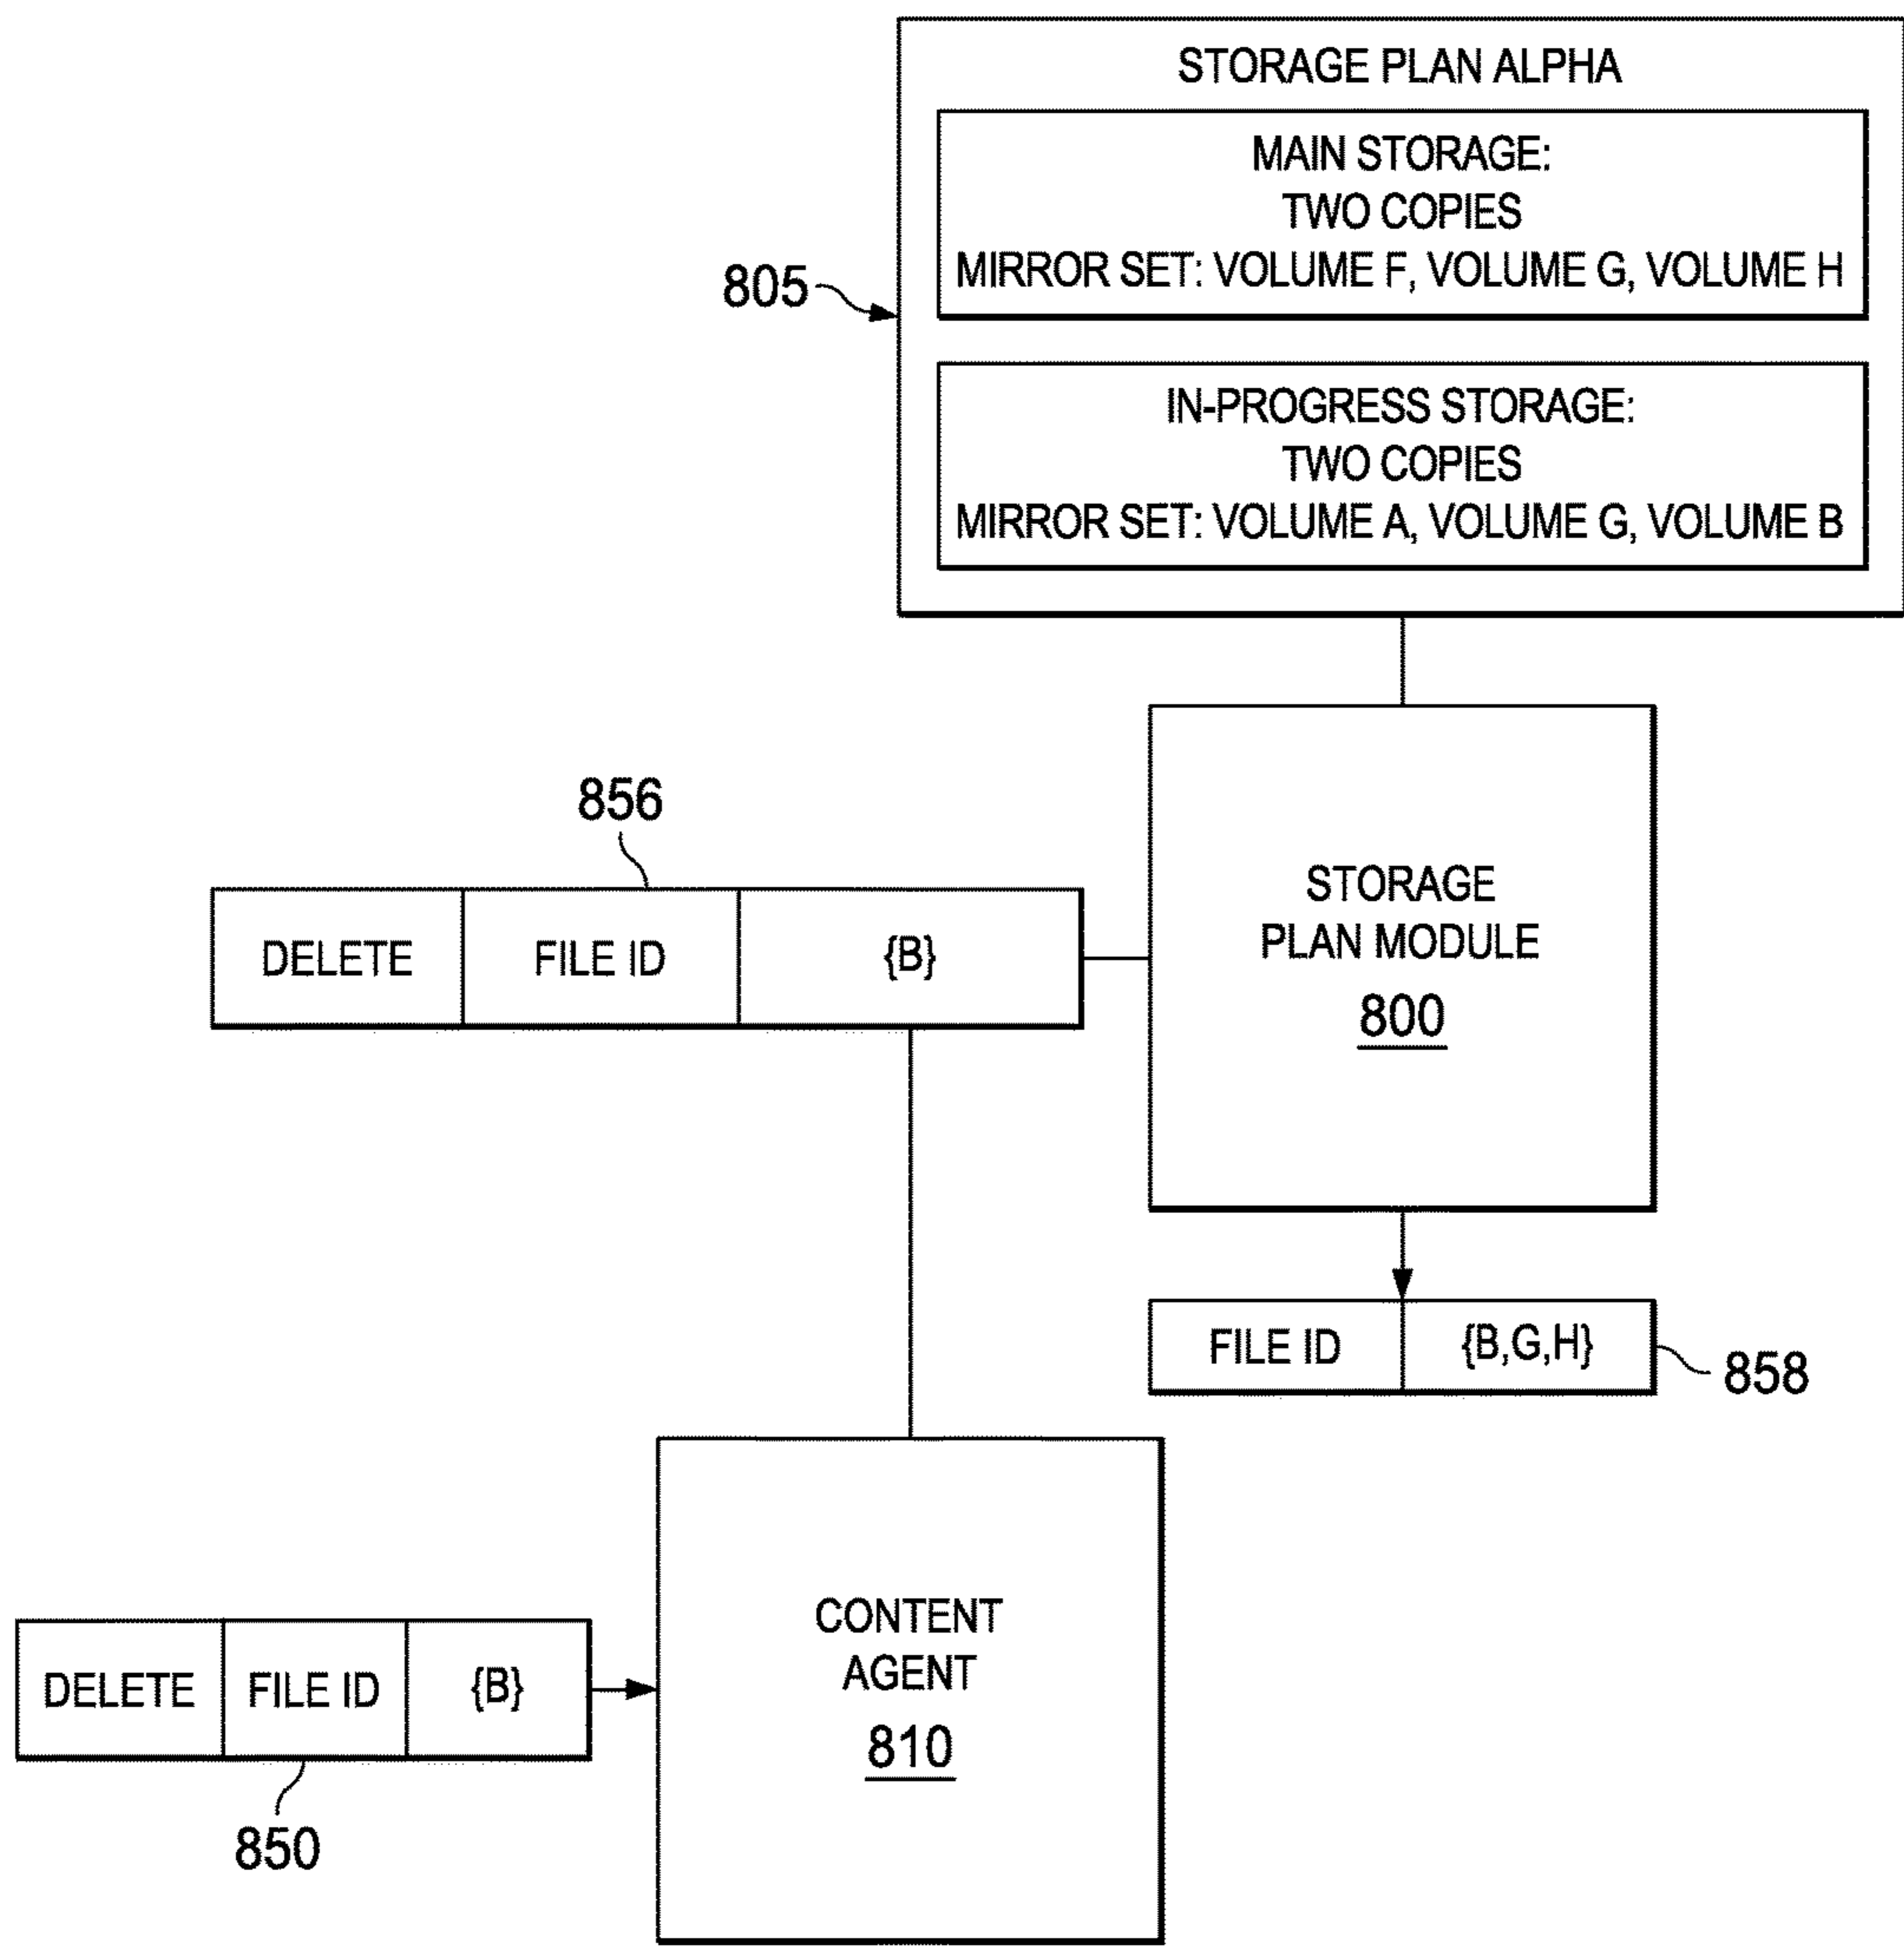 STORAGE PLAN ALPHA
MAIN STORAGE:
TWO COPIES
MIRROR SET: VOLUME F, VOLUME G, VOLUME H
805
IN-PROGRESS STORAGE:
TWO COPIES
MIRROR SET: VOLUME A, VOLUME G, VOLUME B
856
DELETE FILE ID {B}
STORAGE
PLAN MODULE
800
FILE ID {B,G,H}
858
CONTENT
AGENT
810
DELETE FILE ID {B}
850